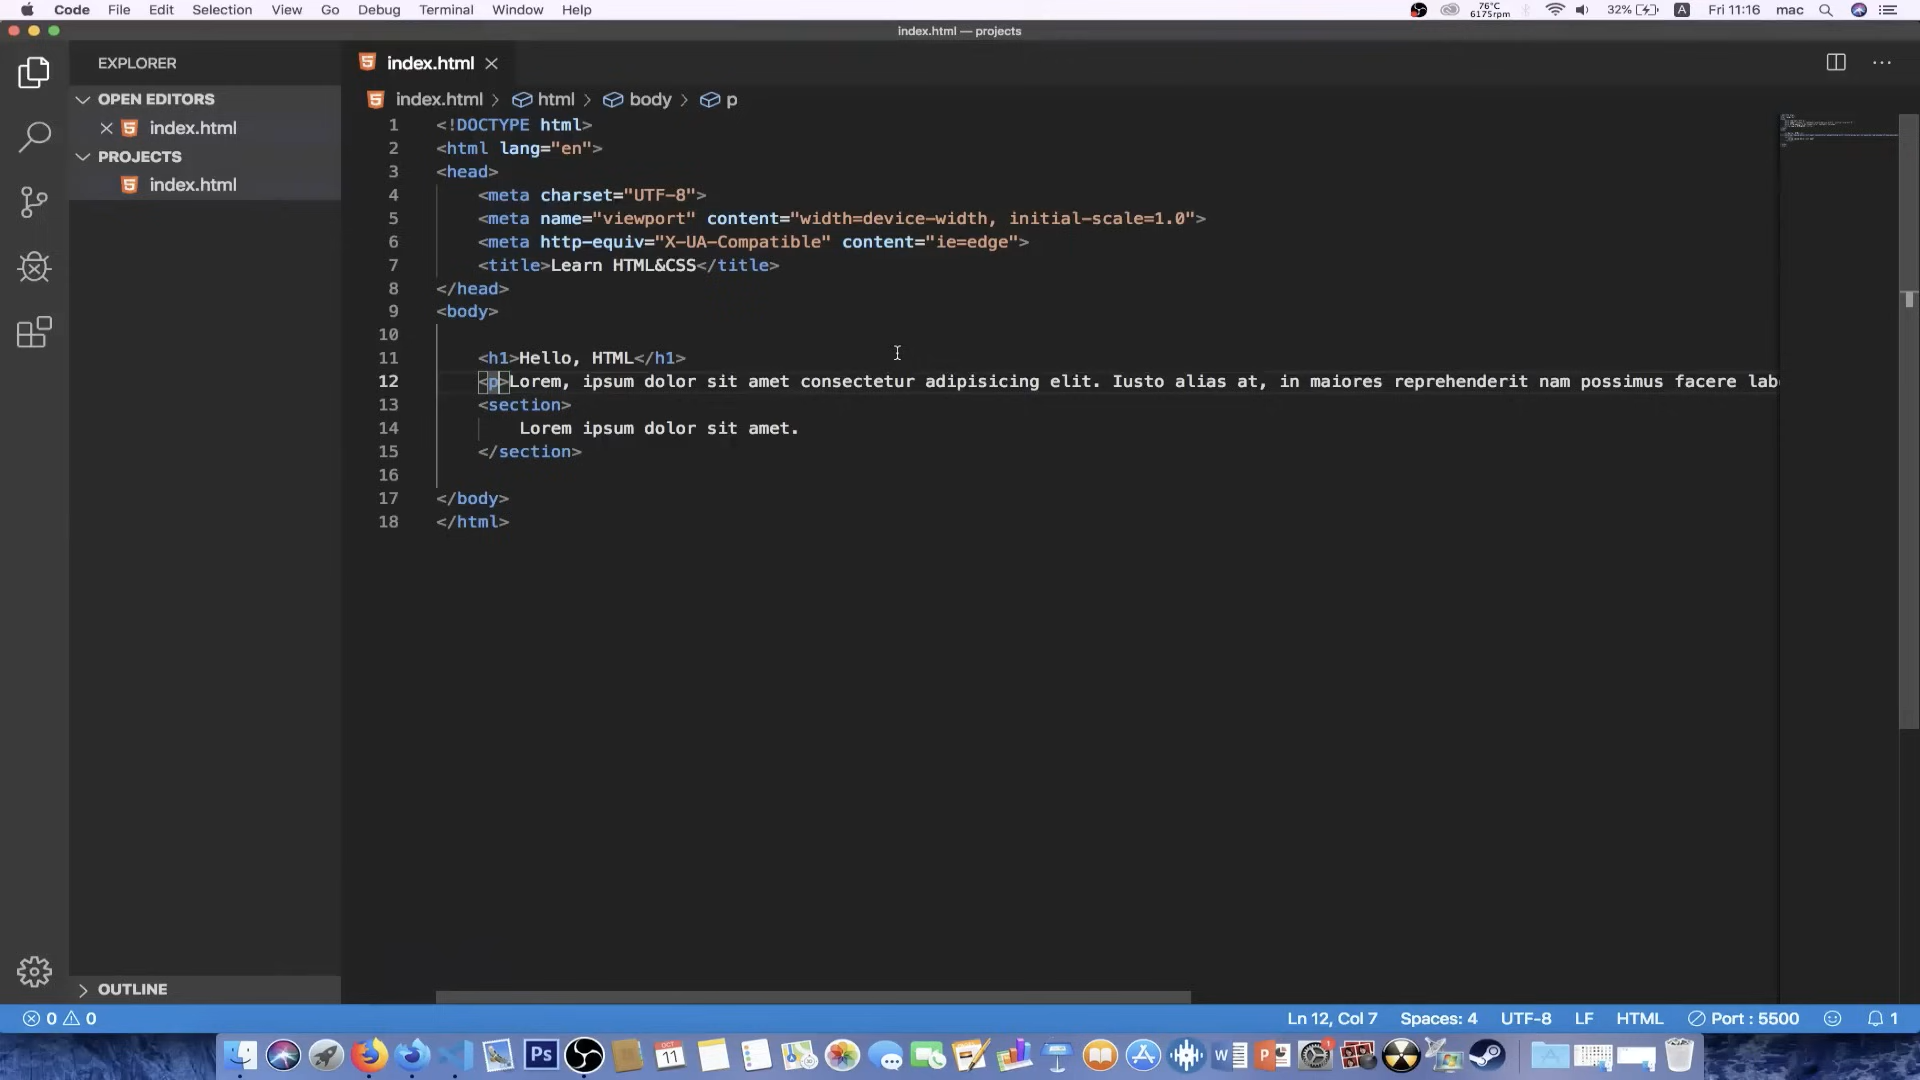 Code File Edit Selection View Go Debug Terminal Window Help
76°C
6175rpm
32%
A
Fri 11:16 mac
index.html — projects
EXPLORER
index.html
OPEN EDITORS
index.html
PROJECTS
index.html
index.html > html > body > p
1 <!DOCTYPE html>
2 <html lang="en">
3 <head>
4 <meta charset="UTF-8">
5 <meta name="viewport" content="width=device-width, initial-scale=1.0">
6 <meta http-equiv="X-UA-Compatible" content="ie=edge">
7 <title>Learn HTML&CSS</title>
8 </head>
9 <body>
10
11 <h1>Hello, HTML</h1>
12 <p>Lorem, ipsum dolor sit amet consectetur adipisicing elit. Iusto alias at, in maiores reprehenderit nam possimus facere lab
13 <section>
14 Lorem ipsum dolor sit amet.
15 </section>
16
17 </body>
18 </html>
OUTLINE
0 0
Ln 12, Col 7 Spaces: 4 UTF-8 LF HTML Port : 5500 1
Ps
OCT
11
W
P
1